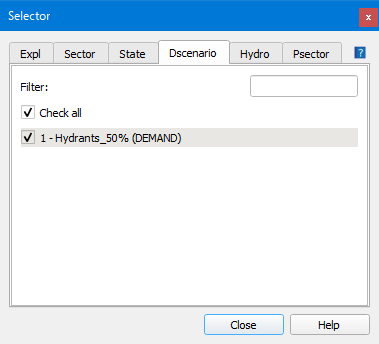 Selector
x
Expl Sector State Dscenario Hydro Psector ?
Filter:
Check all
1 - Hydrants_50% (DEMAND)
Close Help